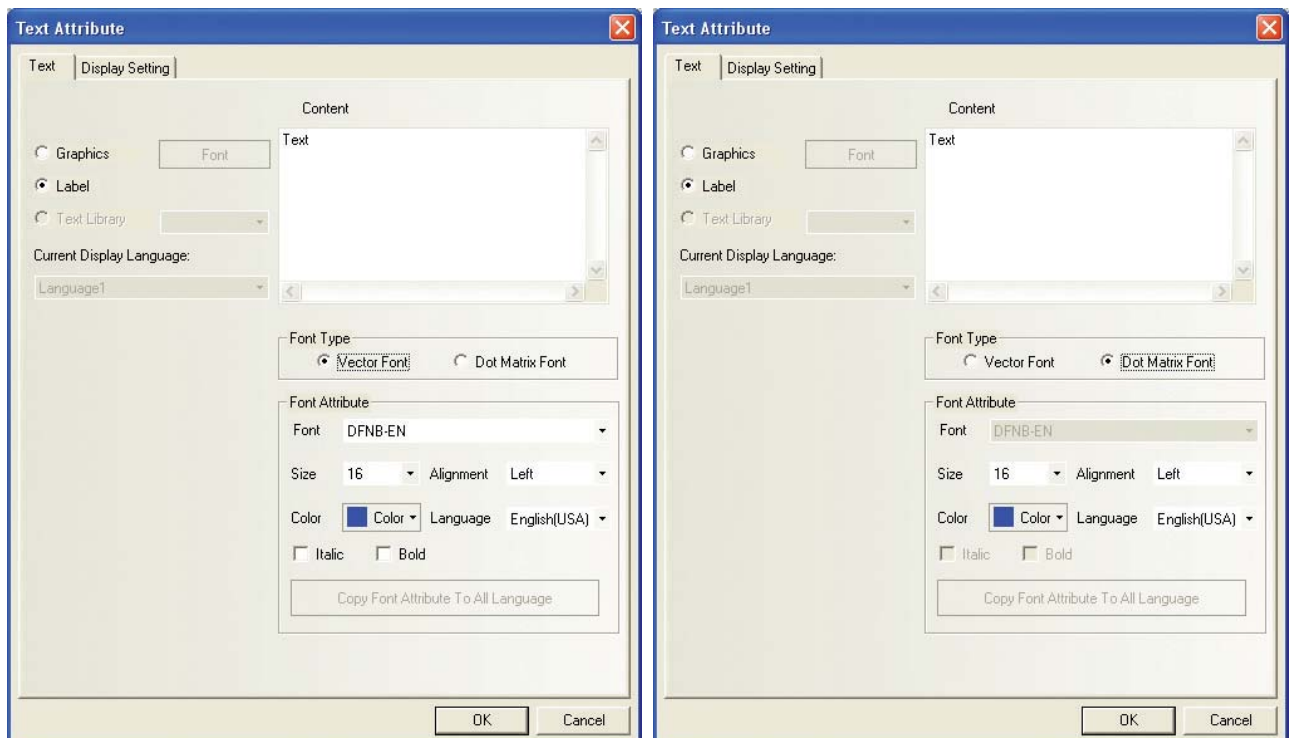 Text Attribute
Text Display Setting
Content
Text
Graphics Font
Label
Text Library
Current Display Language:
Language1
Font Type
Vector Font Dot Matrix Font
Font Attribute
Font DFNB-EN
Size 16 Alignment Left
Color Color Language English(USA)
Italic Bold
Copy Font Attribute To All Language
OK Cancel
Text Attribute
Text Display Setting
Content
Text
Graphics Font
Label
Text Library
Current Display Language:
Language1
Font Type
Vector Font Dot Matrix Font
Font Attribute
Font DFNB-EN
Size 16 Alignment Left
Color Color Language English(USA)
Italic Bold
Copy Font Attribute To All Language
OK Cancel